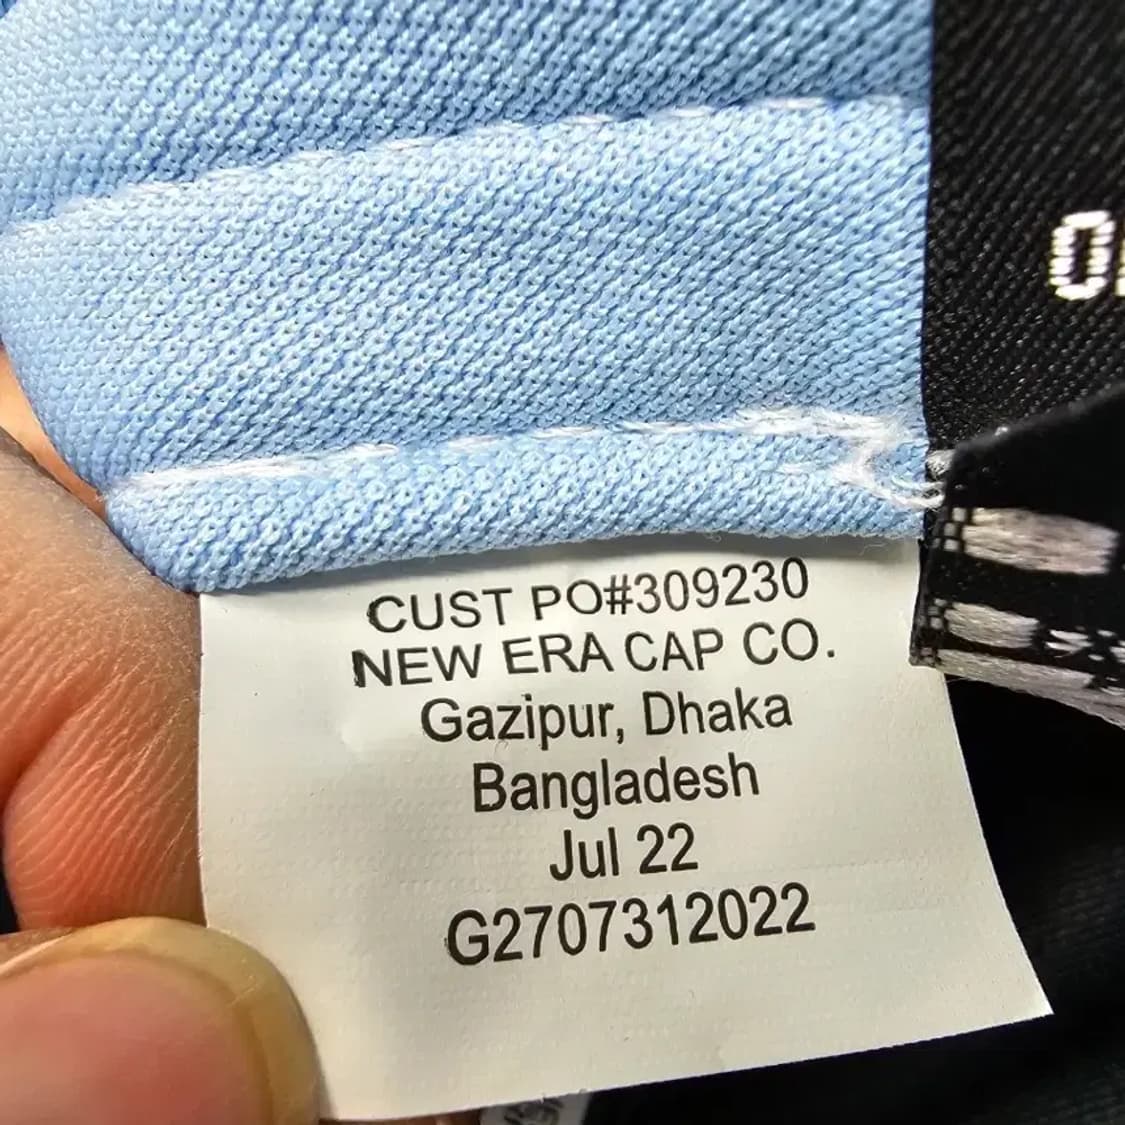 CUST PO#309230
NEW ERA CAP CO.
Gazipur, Dhaka
Bangladesh
Jul 22
G2707312022